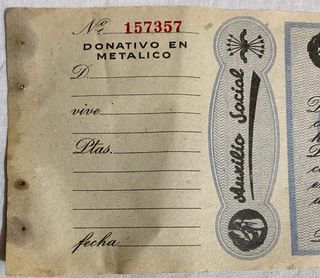 Nº 157357
DONATIVO EN
METALICO
D.
vive
Ptas.
fecha
Auxilio Social